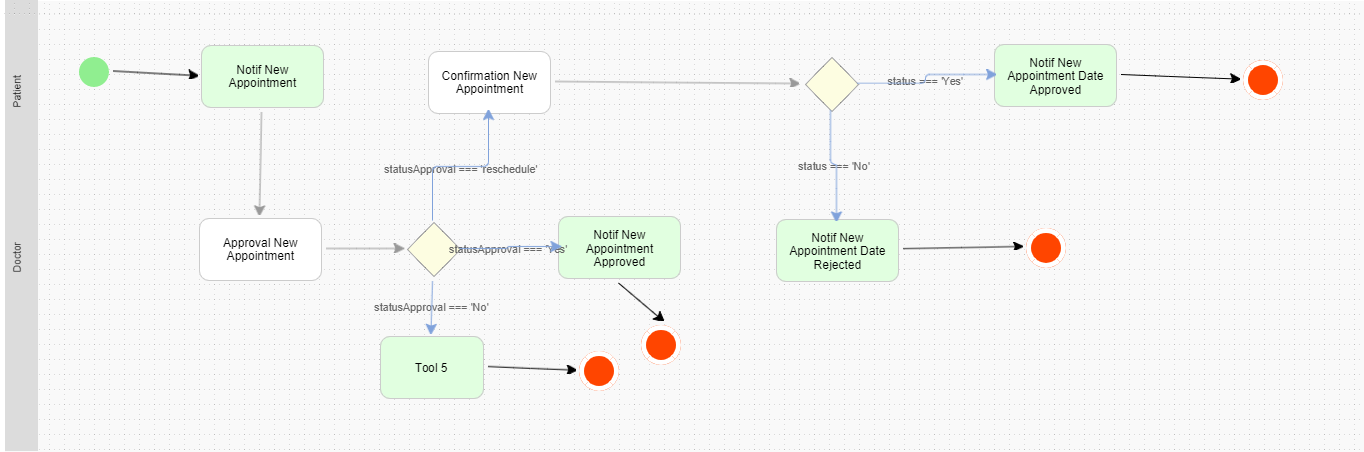 Patient
Notif New
Appointment
Confirmation New
Appointment
status === 'Yes'
Notif New
Appointment Date
Approved
statusApproval === 'reschedule'
status === 'No'
Doctor
Approval New
Appointment
statusApproval === 'Yes'
Notif New
Appointment
Approved
Notif New
Appointment Date
Rejected
statusApproval === 'No'
Tool 5